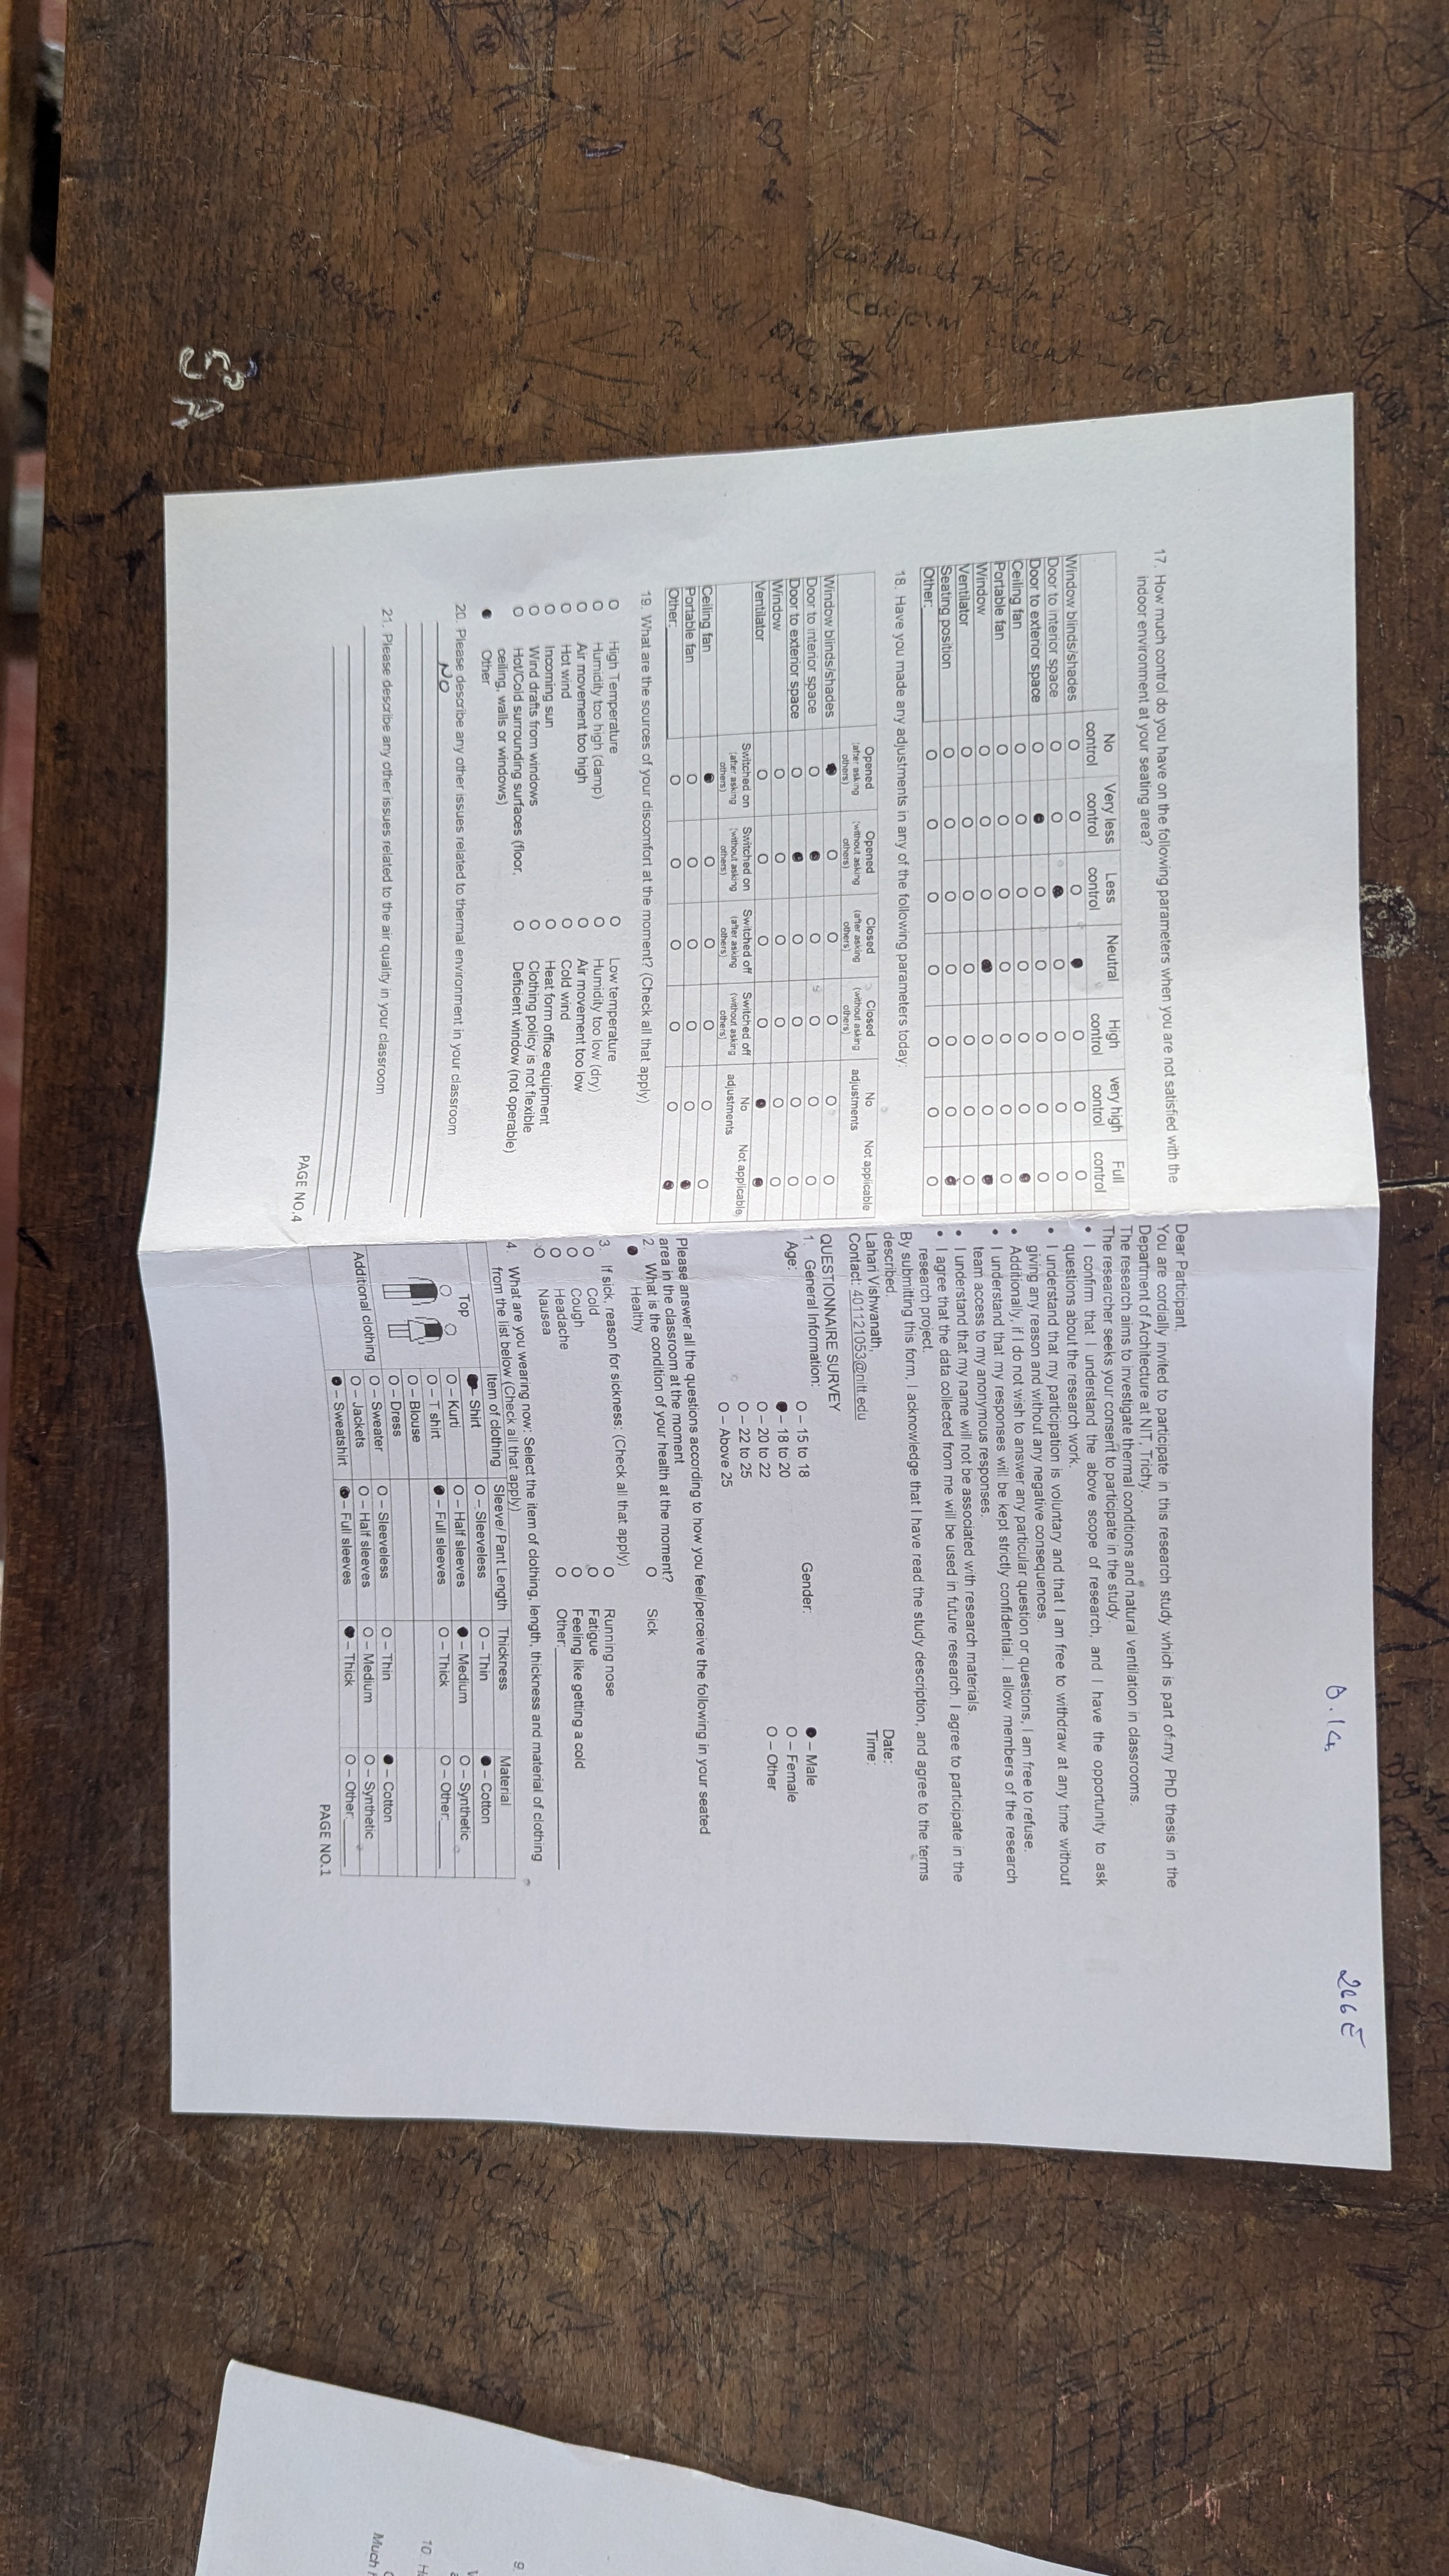 B.14
266E
17. How much control do you have on the following parameters when you are not satisfied with the
indoor environment at your seating area?
No control Very less control Less control Neutral High control very high control Full control
Window blinds/shades O O O ● O O O
Door to interior space O O ● O O O O
Door to exterior space O ● O O O O O
Ceiling fan O O O O O O ●
Portable fan O O O O O O O
Window O O O ● O O ●
Ventilator O O O O O O O
Seating position O O O O O O ●
Other: O O O O O O O
18. Have you made any adjustments in any of the following parameters today:
Opened (after asking others) Opened (without asking others) Closed (after asking others) Closed (without asking others) No adjustments Not applicable
Window blinds/shades ● O O O O O
Door to interior space O ● O O O O
Door to exterior space O ● O O O O
Window O O O O O O
Ventilator O O O O ● ●
Switched on (after asking others) Switched on (without asking others) Switched off (after asking others) Switched off (without asking others) No adjustments Not applicable
Ceiling fan ● O O O O O
Portable fan O O O O O ●
Other: O O O O O ●
19. What are the sources of your discomfort at the moment? (Check all that apply)
O High Temperature O Low temperature
O Humidity too high (damp) O Humidity too low (dry)
O Air movement too high O Air movement too low
O Hot wind O Cold wind
O Incoming sun O Heat form office equipment
O Wind drafts from windows O Clothing policy is not flexible
O Hot/Cold surrounding surfaces (floor, O Deficient window (not operable)
ceiling, walls or windows)
● Other
20. Please describe any other issues related to thermal environment in your classroom
NO
21. Please describe any other issues related to the air quality in your classroom
PAGE NO.4
Dear Participant,
You are cordially invited to participate in this research study which is part of my PhD thesis in the
Department of Architecture at NIT, Trichy.
The research aims to investigate thermal conditions and natural ventilation in classrooms.
The researcher seeks your consent to participate in the study.
• I confirm that I understand the above scope of research, and I have the opportunity to ask
questions about the research work.
• I understand that my participation is voluntary and that I am free to withdraw at any time without
giving any reason and without any negative consequences.
• Additionally, if I do not wish to answer any particular question or questions, I am free to refuse.
• I understand that my responses will be kept strictly confidential. I allow members of the research
team access to my anonymous responses.
• I understand that my name will not be associated with research materials.
• I agree that the data collected from me will be used in future research. I agree to participate in the
research project.
By submitting this form, I acknowledge that I have read the study description, and agree to the terms
described.
Lahari Vishwanath,
Contact: 401121053@nitt.edu
Date:
Time:
QUESTIONNAIRE SURVEY
1. General Information:
Age:
O – 15 to 18
● – 18 to 20
O – 20 to 22
O – 22 to 25
O – Above 25
Gender:
● – Male
O – Female
O – Other
Please answer all the questions according to how you feel/perceive the following in your seated
area in the classroom at the moment
2. What is the condition of your health at the moment?
● Healthy O Sick
3. If sick, reason for sickness: (Check all that apply)
O Cold O Running nose
O Cough O Fatigue
O Headache O Feeling like getting a cold
O Nausea O Other:
4. What are you wearing now: Select the item of clothing, length, thickness and material of clothing
from the list below (Check all that apply)
Item of clothing Sleeve/ Pant Length Thickness Material
Top
● – Shirt O – Sleeveless O – Thin ● – Cotton
O – Kurti O – Half sleeves ● – Medium O – Synthetic
O – T shirt ● – Full sleeves O – Thick O – Other:
O – Blouse
O – Dress
Additional clothing
O – Sweater O – Sleeveless O – Thin ● – Cotton
O – Jackets O – Half sleeves O – Medium O – Synthetic
● – Sweatshirt ● – Full sleeves ● – Thick O – Other:
PAGE NO.1
S A
9.
10. H
Much